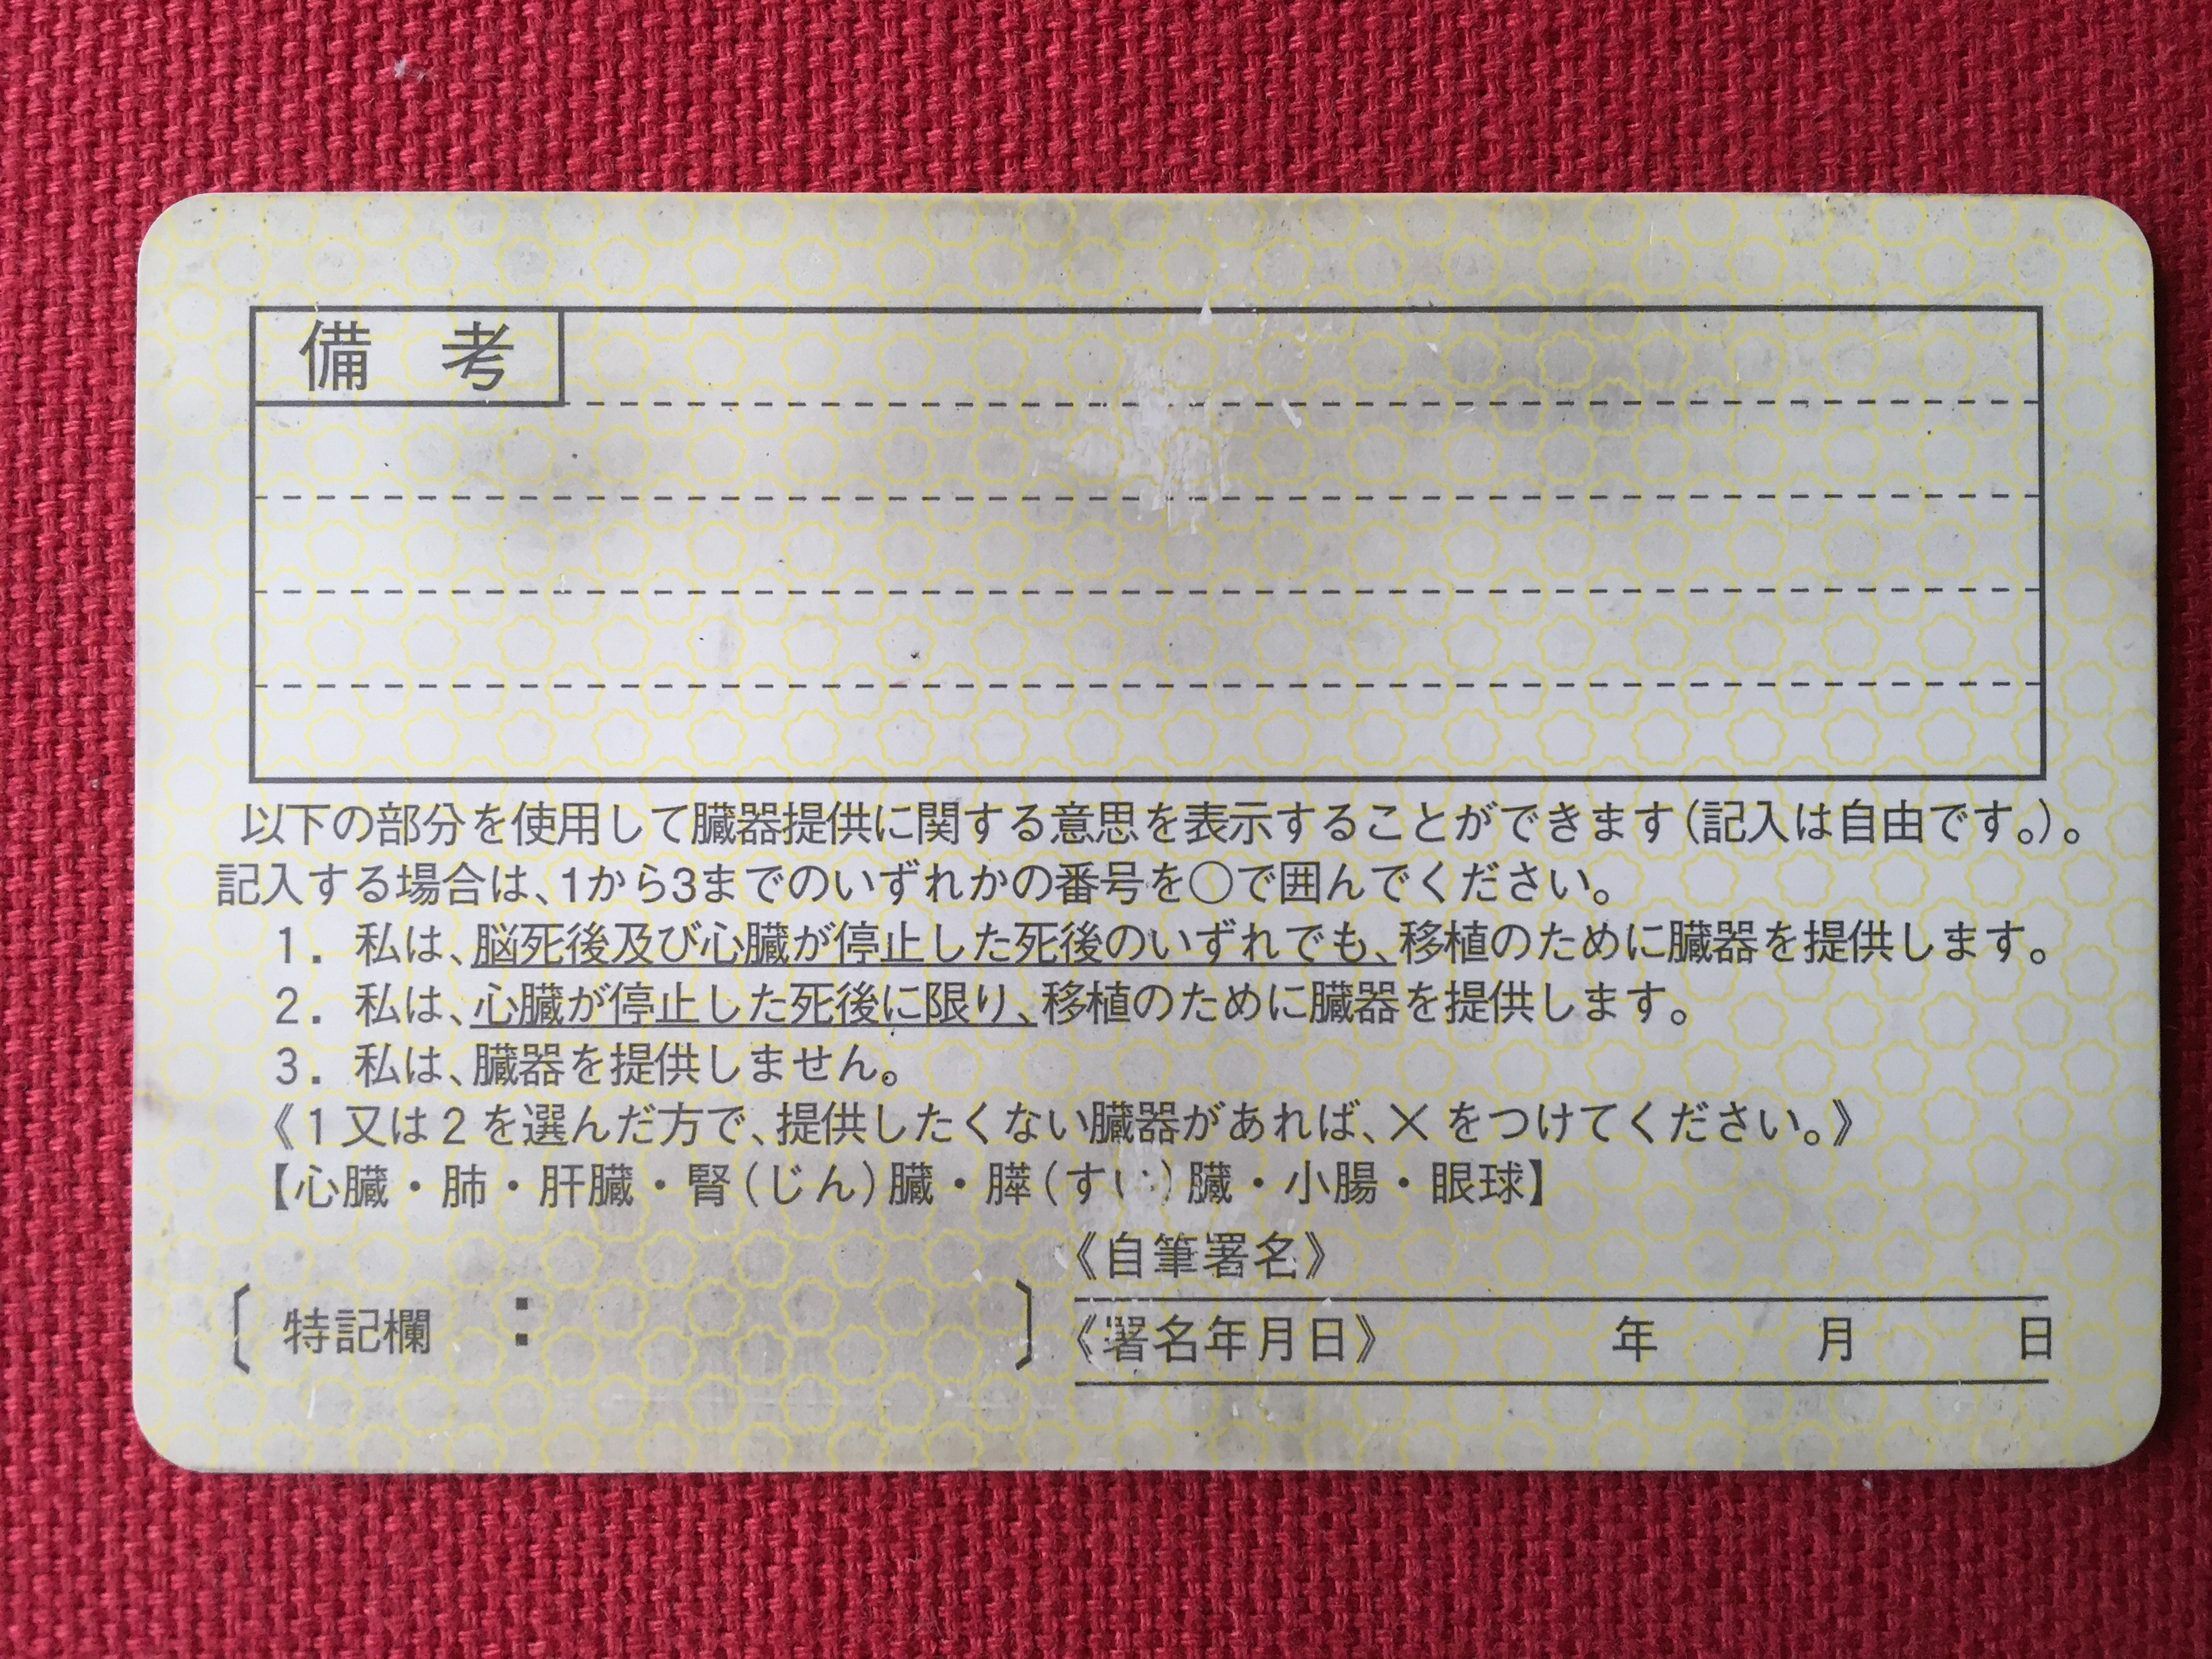 備考
以下の部分を使用して臓器提供に関する意思を表示することができます(記入は自由です。)。
記入する場合は、1から3までのいずれかの番号を〇で囲んでください。
1. 私は、脳死後及び心臓が停止した死後のいずれでも、移植のために臓器を提供します。
2. 私は、心臓が停止した死後に限り、移植のために臓器を提供します。
3. 私は、臓器を提供しません。
《1又は2を選んだ方で、提供したくない臓器があれば、×をつけてください。》
【心臓・肺・肝臓・腎(じん)臓・膵(すい)臓・小腸・眼球】
《自筆署名》
〔特記欄:〕《署名年月日》 年 月 日